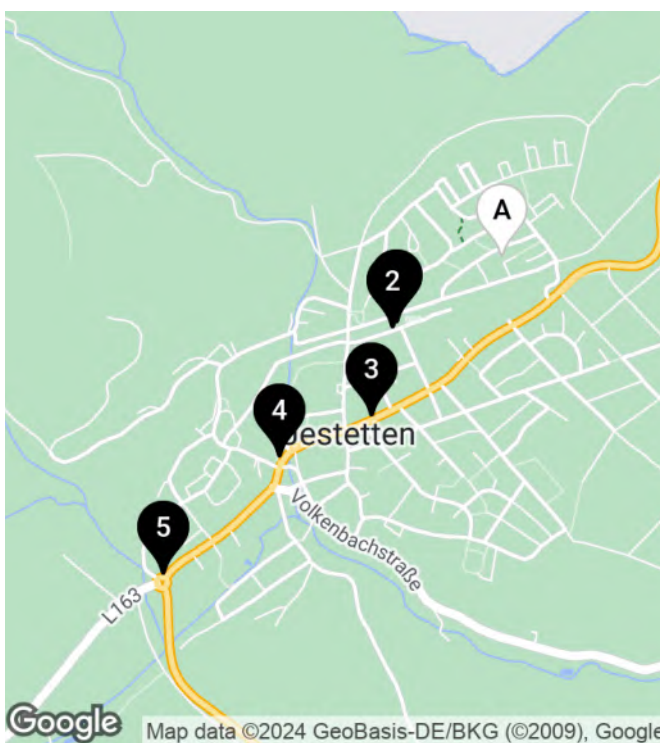 A
2
3
4
estetten
5
Volkenbachstraße
L163
Google
Map data ©2024 GeoBasis-DE/BKG (©2009), Google